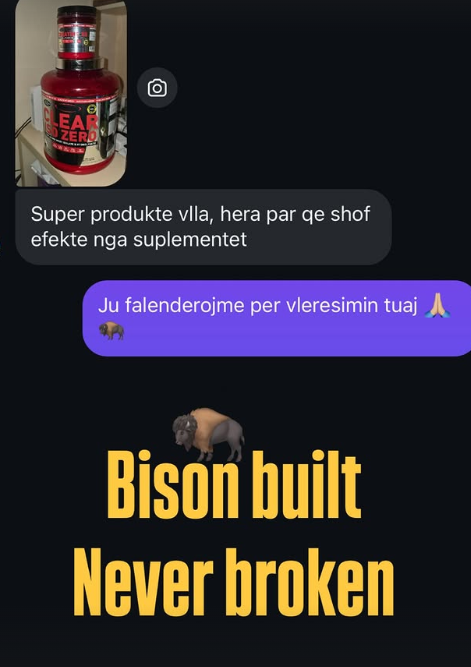 CLEAR
ISO ZERO
Super produkte vlla, hera par qe shof
efekte nga suplementet
Ju falenderojme per vleresimin tuaj 🙏🏼
🦬
🦬
Bison built
Never broken